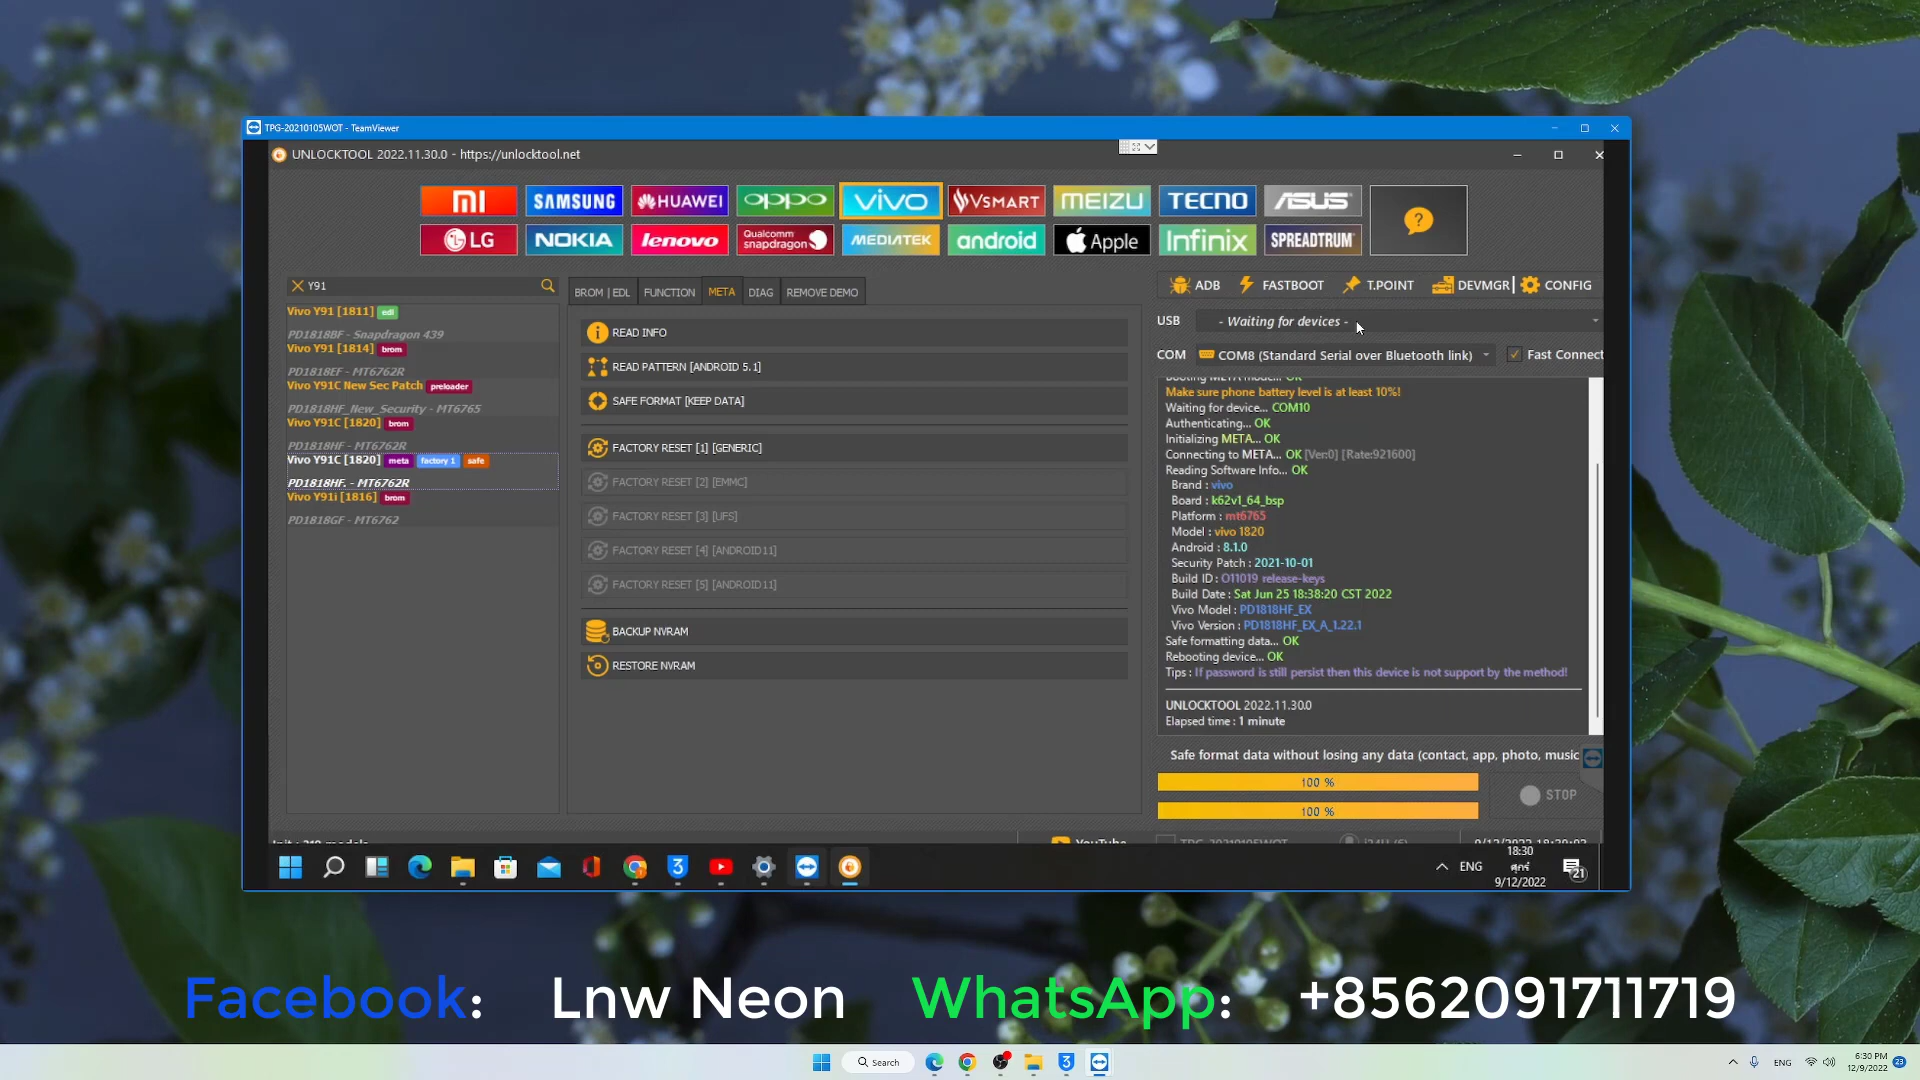 TPG-20210105WOT - TeamViewer
UNLOCKTOOL 2022.11.30.0 - https://unlocktool.net
MI SAMSUNG HUAWEI oppo vivo VSMART MEIZU TECNO ASUS ?
LG NOKIA lenovo Qualcomm snapdragon MEDIATEK android Apple Infinix SPREADTRUM
Y91
BROM | EDL FUNCTION META DIAG REMOVE DEMO
ADB FASTBOOT T.POINT DEVMGR CONFIG
USB - Waiting for devices -
COM COM8 (Standard Serial over Bluetooth link) Fast Connect
Vivo Y91 [1811] edl
PD1818BF - Snapdragon 439
Vivo Y91 [1814] brom
PD1818EF - MT6762R
Vivo Y91C New Sec Patch preloader
PD1818HF_New_Security - MT6765
Vivo Y91C [1820] brom
PD1818HF - MT6762R
Vivo Y91C [1820] meta factory 1 safe
PD1818HF. - MT6762R
Vivo Y91i [1816] brom
PD1818GF - MT6762
READ INFO
READ PATTERN [ANDROID 5.1]
SAFE FORMAT [KEEP DATA]
FACTORY RESET [1] [GENERIC]
FACTORY RESET [2] [EMMC]
FACTORY RESET [3] [UFS]
FACTORY RESET [4] [ANDROID11]
FACTORY RESET [5] [ANDROID11]
BACKUP NVRAM
RESTORE NVRAM
Booting META mode... OK
Make sure phone battery level is at least 10%!
Waiting for device... COM10
Authenticating... OK
Initializing META... OK
Connecting to META... OK [Ver:0] [Rate:921600]
Reading Software Info... OK
Brand : vivo
Board : k62v1_64_bsp
Platform : mt6765
Model : vivo 1820
Android : 8.1.0
Security Patch : 2021-10-01
Build ID : O11019 release-keys
Build Date : Sat Jun 25 18:38:20 CST 2022
Vivo Model : PD1818HF_EX
Vivo Version : PD1818HF_EX_A_1.22.1
Safe formatting data... OK
Rebooting device... OK
Tips : If password is still persist then this device is not support by the method!
UNLOCKTOOL 2022.11.30.0
Elapsed time : 1 minute
Safe format data without losing any data (contact, app, photo, music
100 %
100 %
STOP
YouTube TPG-20210105WOT
ENG
18:30
ศุกร์
9/12/2022
21
Facebook: Lnw Neon WhatsApp: +8562091711719
Search
ENG
6:30 PM
12/9/2022
23